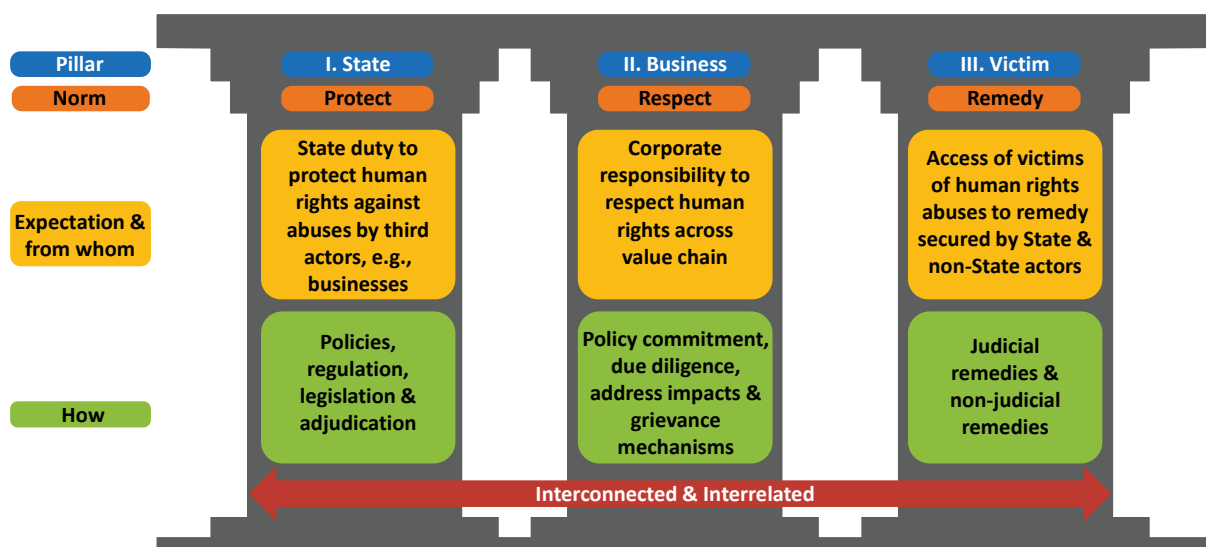 Pillar
I. State
II. Business
III. Victim
Norm
Protect
Respect
Remedy
Expectation &
from whom
State duty to
protect human
rights against
abuses by third
actors, e.g.,
businesses
Corporate
responsibility to
respect human
rights across
value chain
Access of victims
of human rights
abuses to remedy
secured by State &
non-State actors
How
Policies,
regulation,
legislation &
adjudication
Policy commitment,
due diligence,
address impacts &
grievance
mechanisms
Judicial
remedies &
non-judicial
remedies
Interconnected & Interrelated